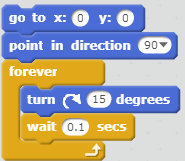 go to x: 0 y: 0
point in direction 90▼
forever
turn ↻ 15 degrees
wait 0.1 secs